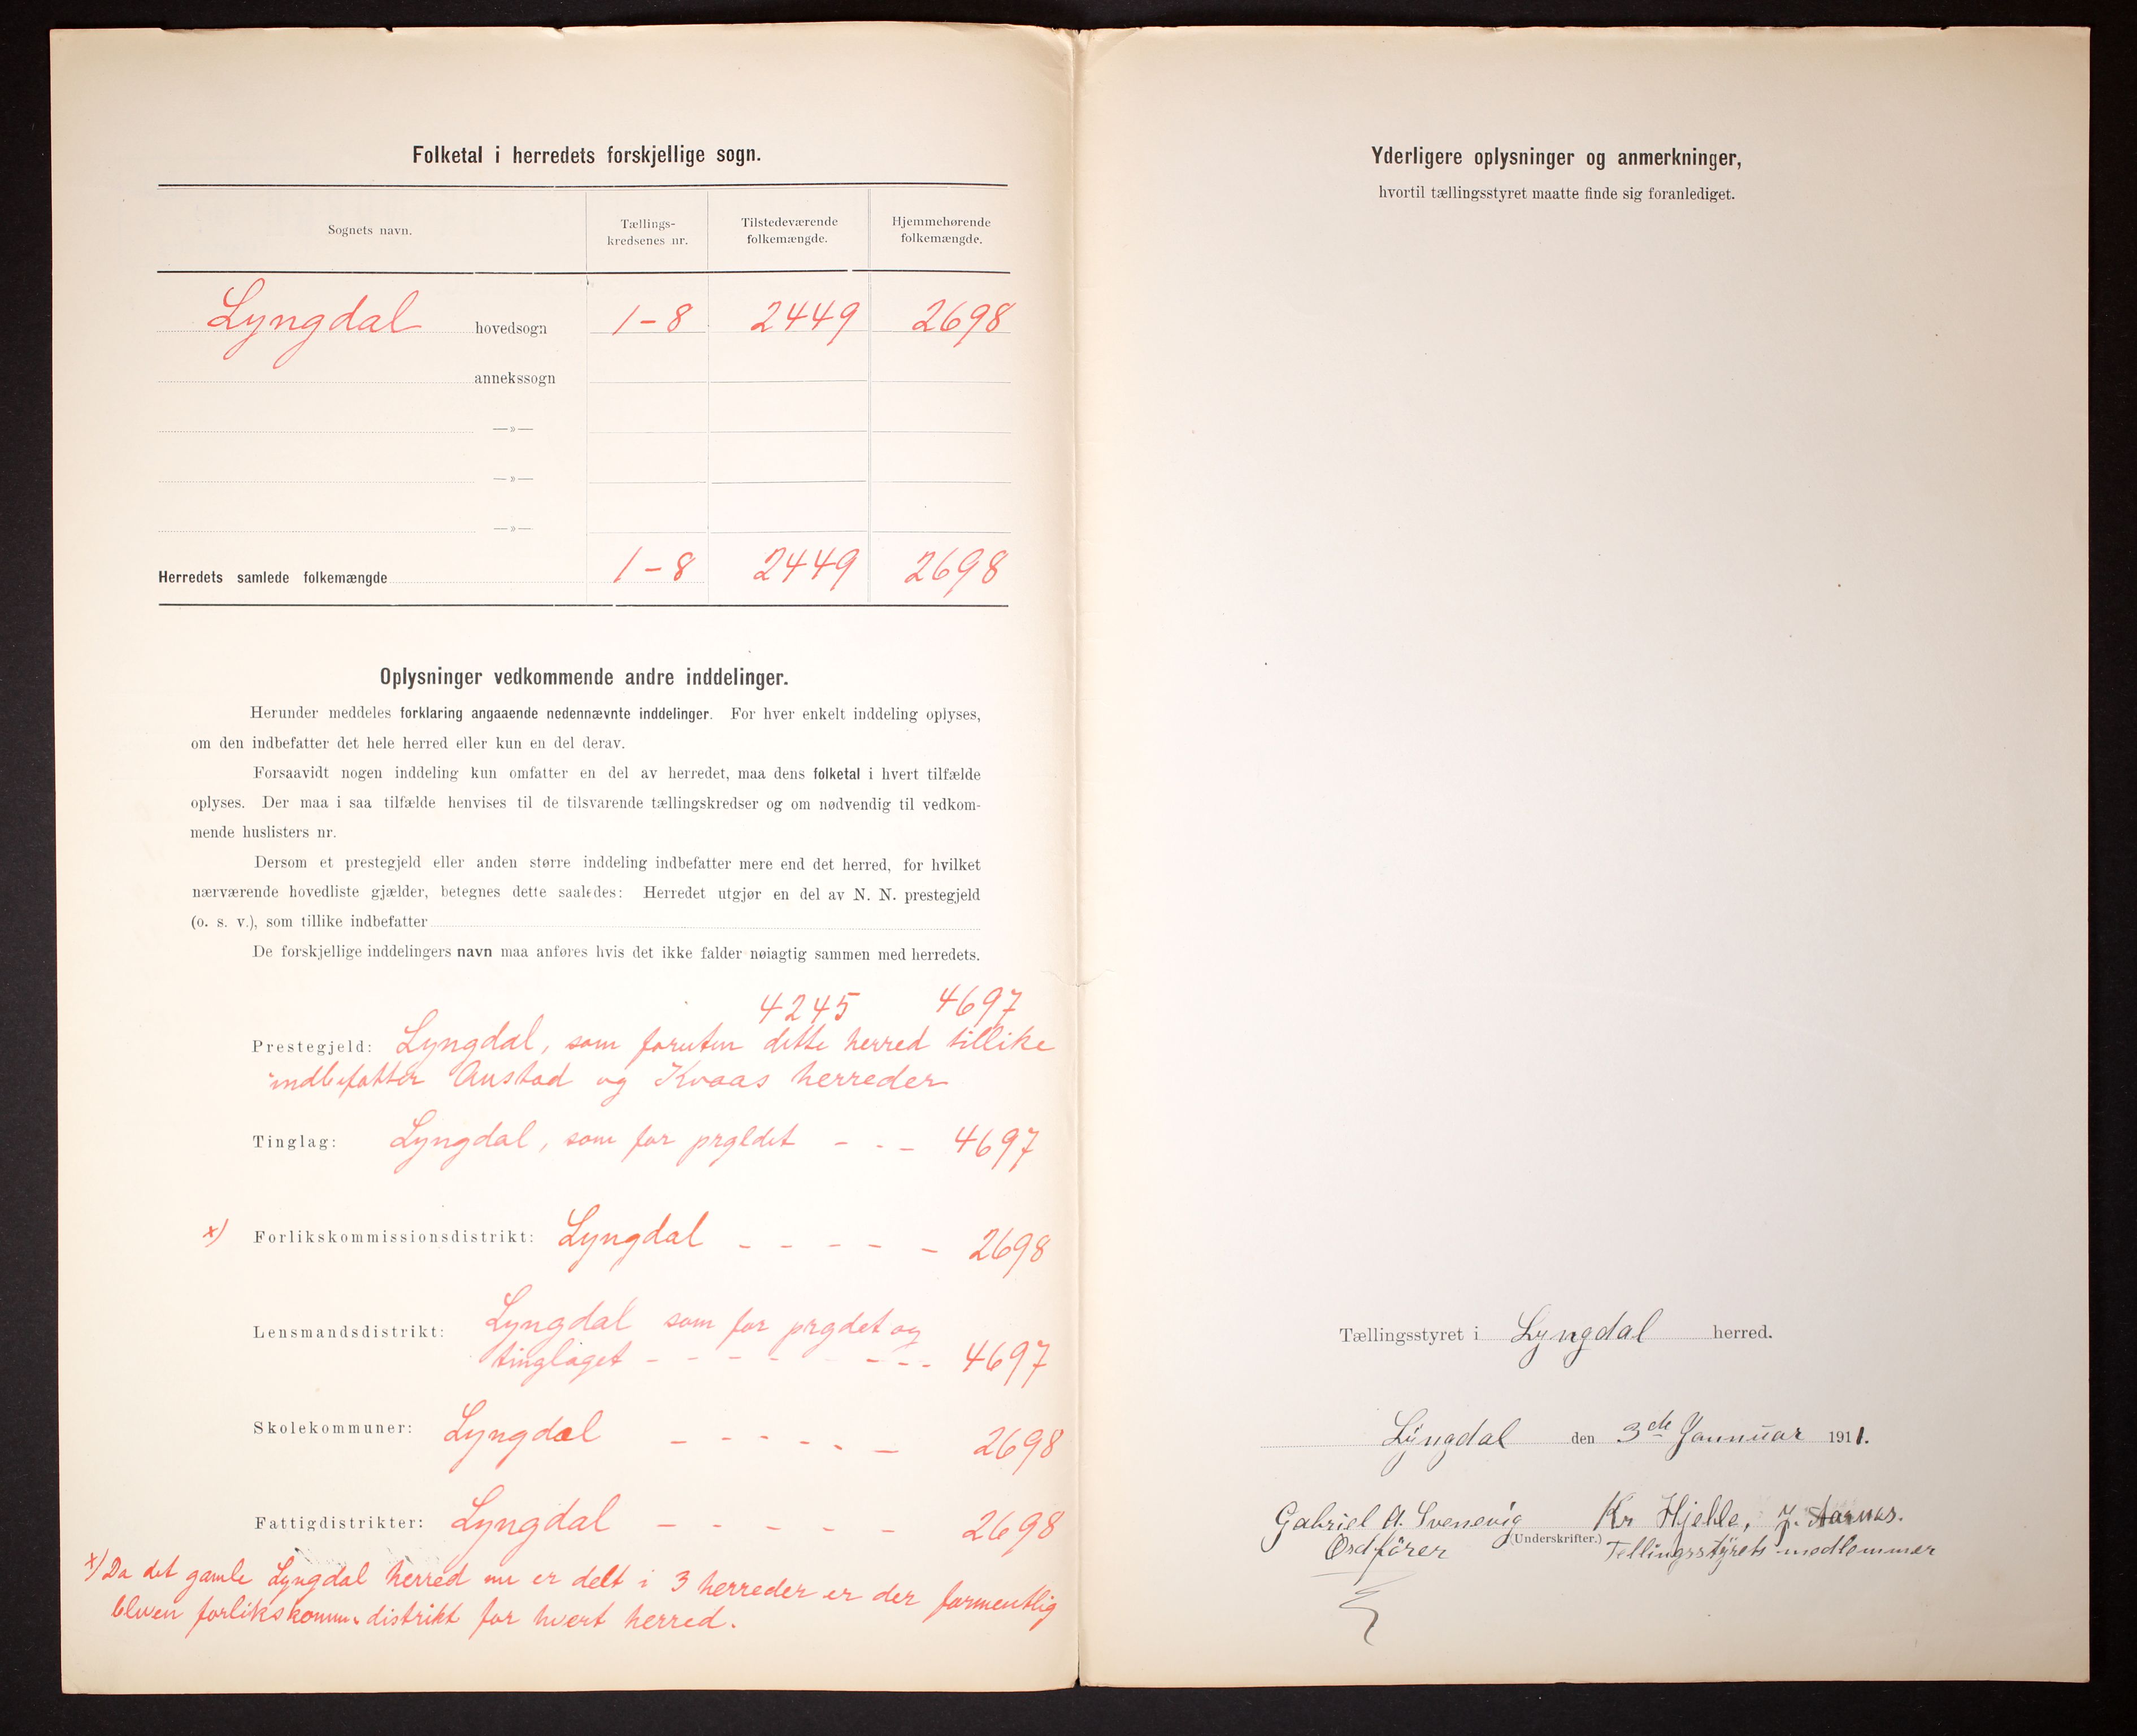 Folketal i herredets forskjellige sogn.
Sognets navn.
Tællings-
kredsenes nr.
Tilstedeværende
folkemængde.
Hjemmehørende
folkemængde.
Lyngdal hovedsogn 1-8 2449 2698
annekssogn
—»—
—»—
—»—
Herredets samlede folkemængde 1-8 2449 2698
Oplysninger vedkommende andre inddelinger.
Herunder meddeles forklaring angaaende nedennævnte inddelinger. For hver enkelt inddeling oplyses,
om den indbefatter det hele herred eller kun en del derav.
Forsaavidt nogen inddeling kun omfatter en del av herredet, maa dens folketal i hvert tilfælde
oplyses. Der maa i saa tilfælde henvises til de tilsvarende tællingskredser og om nødvendig til vedkom-
mende huslisters nr.
Dersom et prestegjeld eller anden større inddeling indbefatter mere end det herred, for hvilket
nærværende hovedliste gjælder, betegnes dette saaledes: Herredet utgjør en del av N. N. prestegjeld
(o. s. v.), som tillike indbefatter
De forskjellige inddelingers navn maa anføres hvis det ikke falder nøiagtig sammen med herredets.
4245 4697
Prestegjeld: Lyngdal, som foruten dette herred tillike
indbefatter Austad og Kvaas herreder
Tinglag: Lyngdal, som for prgldet - - - 4697
x) Forlikskommissionsdistrikt: Lyngdal - - - - - 2698
Lensmandsdistrikt: Lyngdal som for prgdet og
tinglaget - - - - - - - - 4697
Skolekommuner: Lyngdal - - - - - - 2698
Fattigdistrikter: Lyngdal - - - - - 2698
x) Da det gamle Lyngdal herred nu er delt i 3 herreder er der formentlig
bleven forlikskomm. distrikt for hvert herred.
Yderligere oplysninger og anmerkninger,
hvortil tællingsstyret maatte finde sig foranlediget.
Tællingsstyret i Lyngdal herred.
Lyngdal den 3de Jannuar 1911.
Gabriel A. Svenevig Kr Hjehle, J. Aarnes.
Ordfører (Underskrifter.) Tellingsstyrets medlemmer